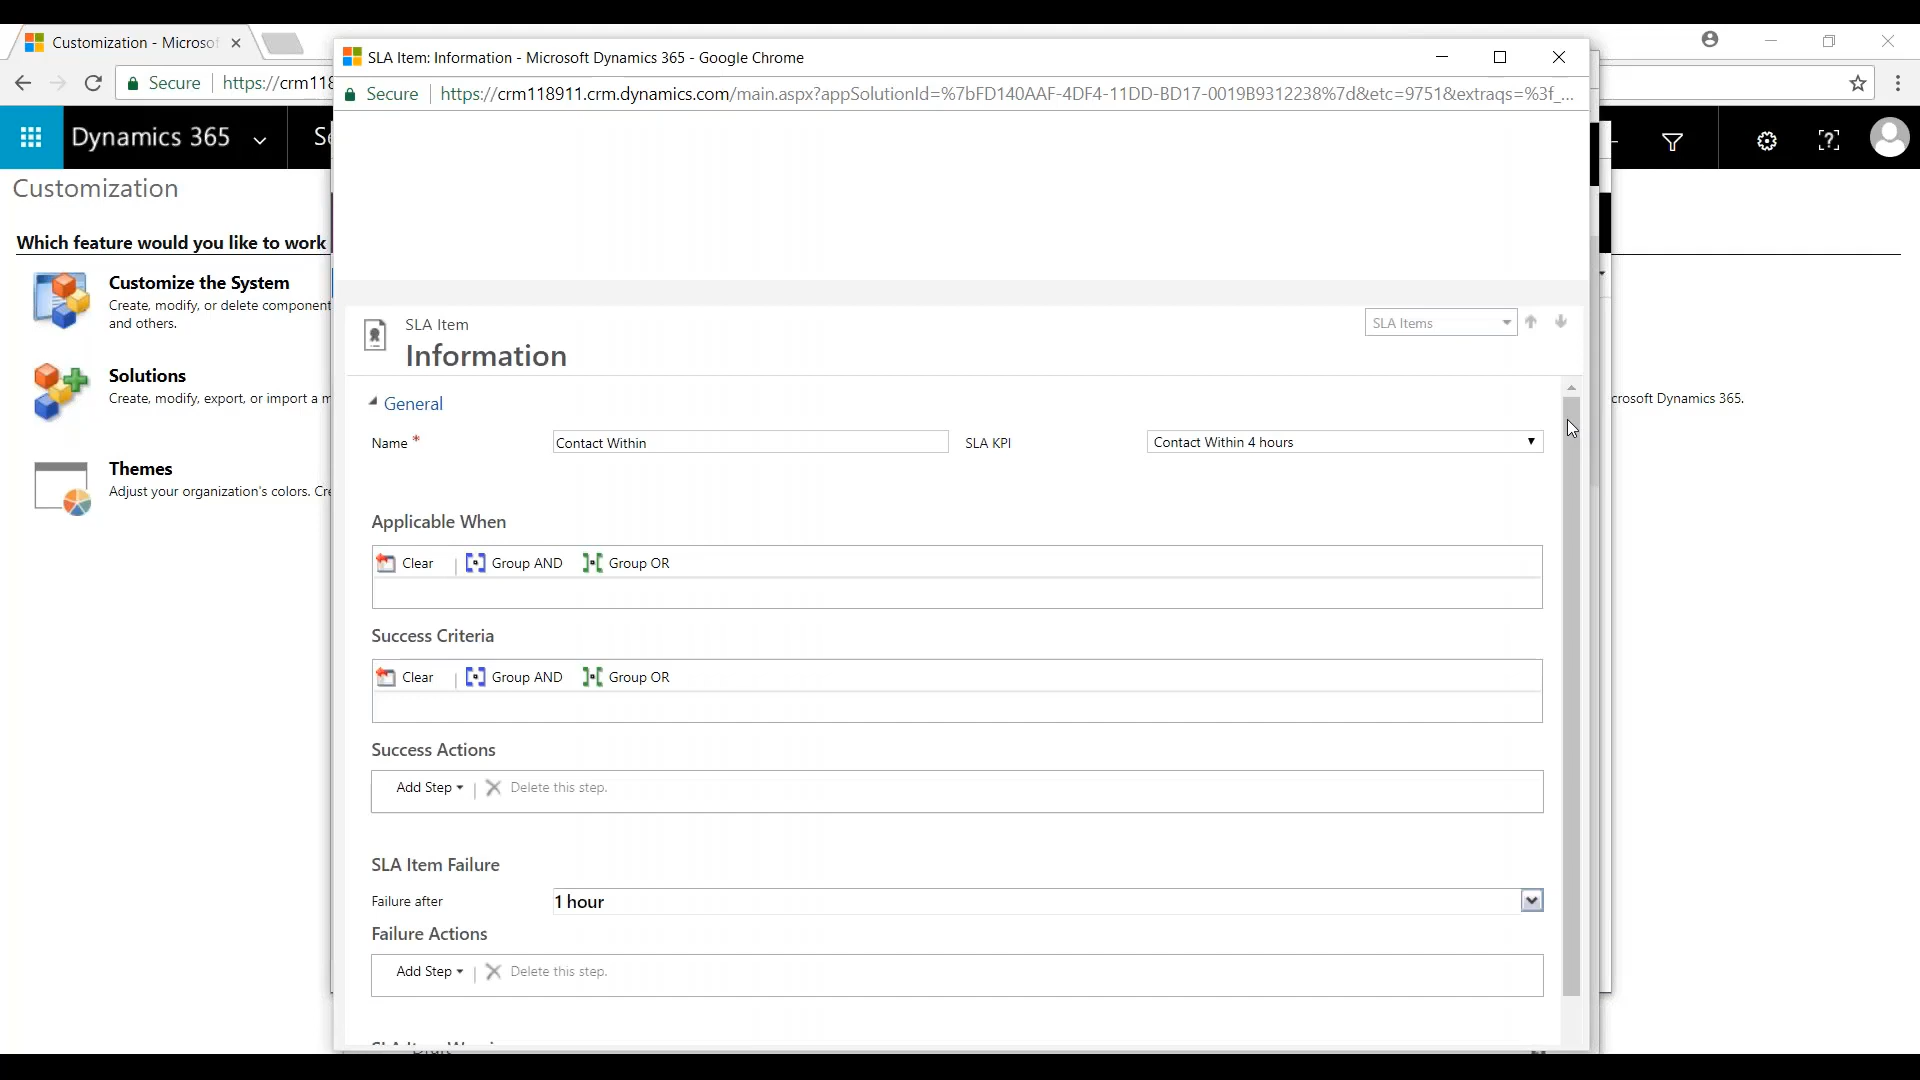 Customization - Microsof
SLA Item: Information - Microsoft Dynamics 365 - Google Chrome
Secure https://crm118
Secure https://crm118911.crm.dynamics.com/main.aspx?appSolutionId=%7bFD140AAF-4DF4-11DD-BD17-0019B9312238%7d&etc=9751&extraqs=%3f_...
Dynamics 365 Se
Customization
Which feature would you like to work
Customize the System
Create, modify, or delete component
and others.
Solutions
Create, modify, export, or import a m
crosoft Dynamics 365.
Themes
Adjust your organization's colors. Cre
SLA Item
Information
SLA Items
General
Name * Contact Within SLA KPI Contact Within 4 hours
Applicable When
Clear Group AND Group OR
Success Criteria
Clear Group AND Group OR
Success Actions
Add Step Delete this step.
SLA Item Failure
Failure after 1 hour
Failure Actions
Add Step Delete this step.